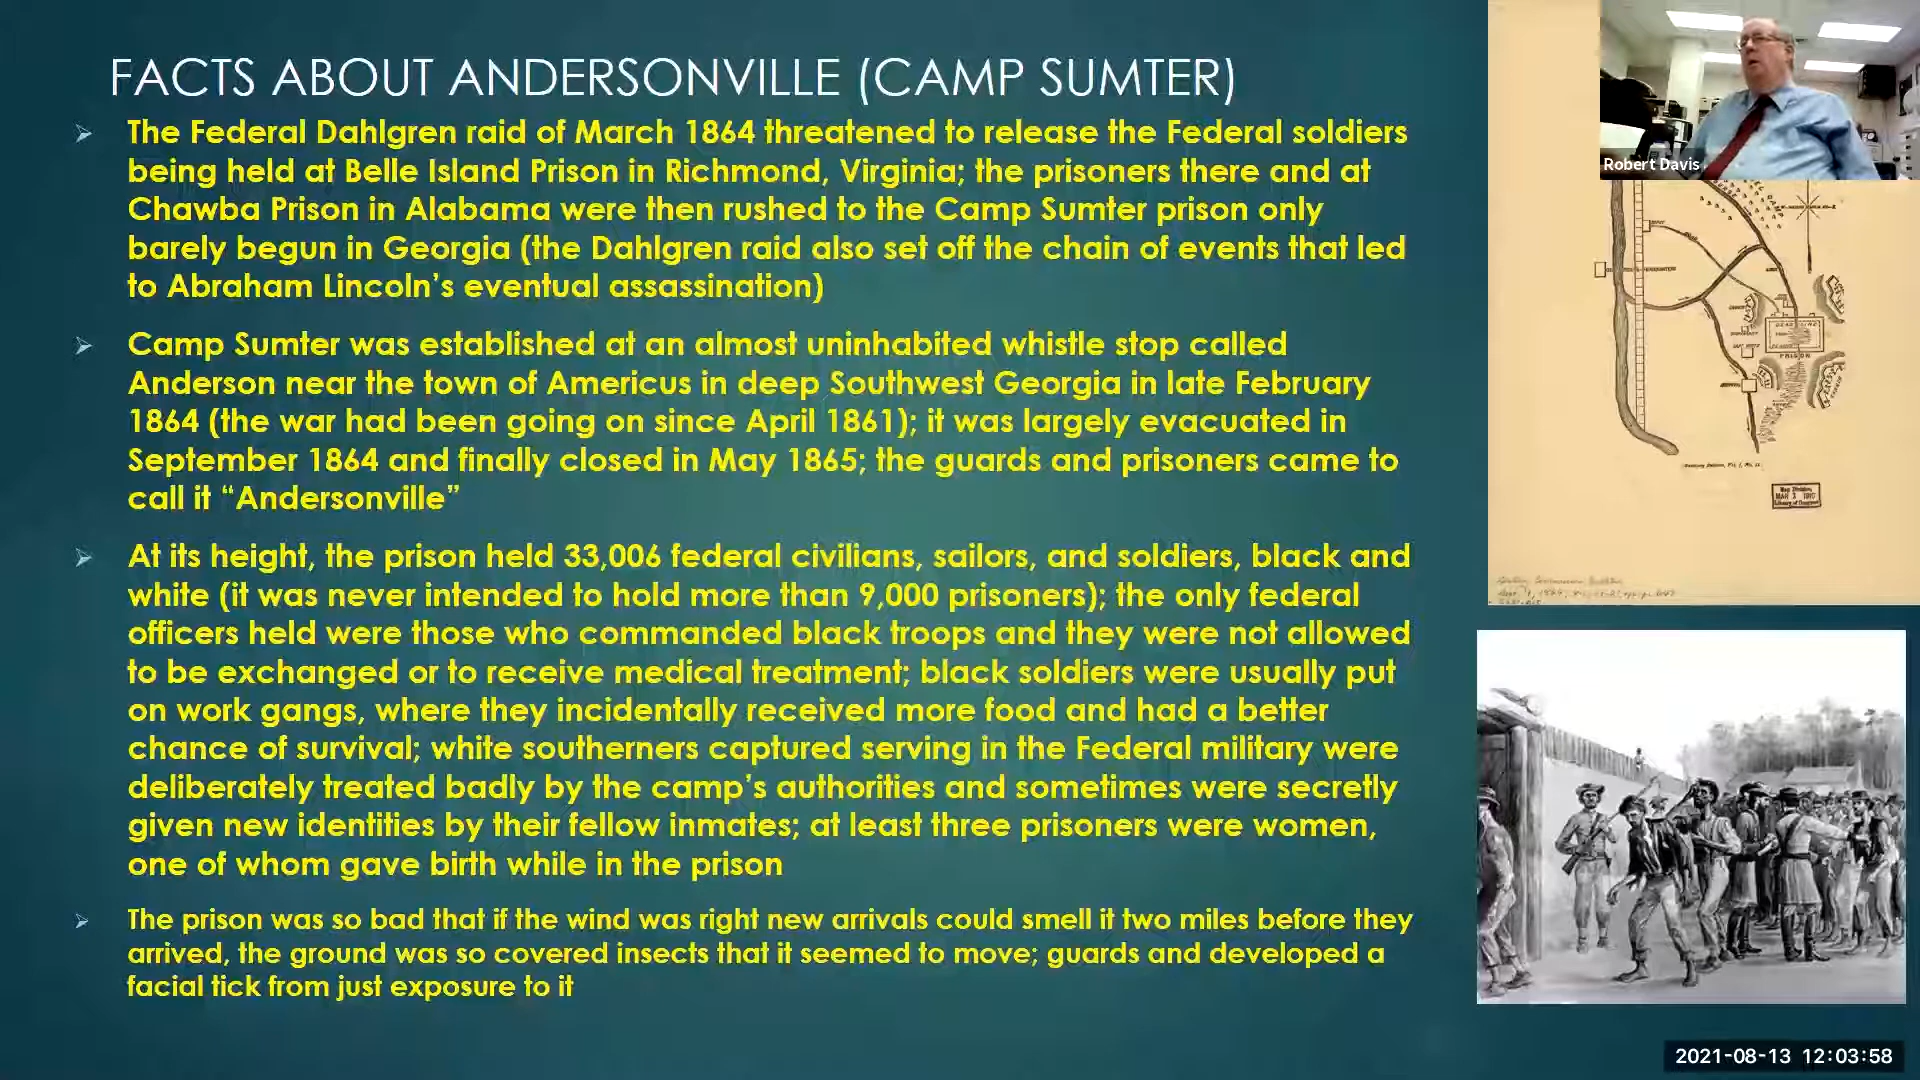 FACTS ABOUT ANDERSONVILLE (CAMP SUMTER)
The Federal Dahlgren raid of March 1864 threatened to release the Federal soldiers
being held at Belle Island Prison in Richmond, Virginia; the prisoners there and at
Chawba Prison in Alabama were then rushed to the Camp Sumter prison only
barely begun in Georgia (the Dahlgren raid also set off the chain of events that led
to Abraham Lincoln's eventual assassination)
Camp Sumter was established at an almost uninhabited whistle stop called
Anderson near the town of Americus in deep Southwest Georgia in late February
1864 (the war had been going on since April 1861); it was largely evacuated in
September 1864 and finally closed in May 1865; the guards and prisoners came to
call it “Andersonville”
At its height, the prison held 33,006 federal civilians, sailors, and soldiers, black and
white (it was never intended to hold more than 9,000 prisoners); the only federal
officers held were those who commanded black troops and they were not allowed
to be exchanged or to receive medical treatment; black soldiers were usually put
on work gangs, where they incidentally received more food and had a better
chance of survival; white southerners captured serving in the Federal military were
deliberately treated badly by the camp's authorities and sometimes were secretly
given new identities by their fellow inmates; at least three prisoners were women,
one of whom gave birth while in the prison
The prison was so bad that if the wind was right new arrivals could smell it two miles before they
arrived, the ground was so covered insects that it seemed to move; guards and developed a
facial tick from just exposure to it
Robert Davis
PRISON
Map Division
Library of Congress
2021-08-13 12:03:58